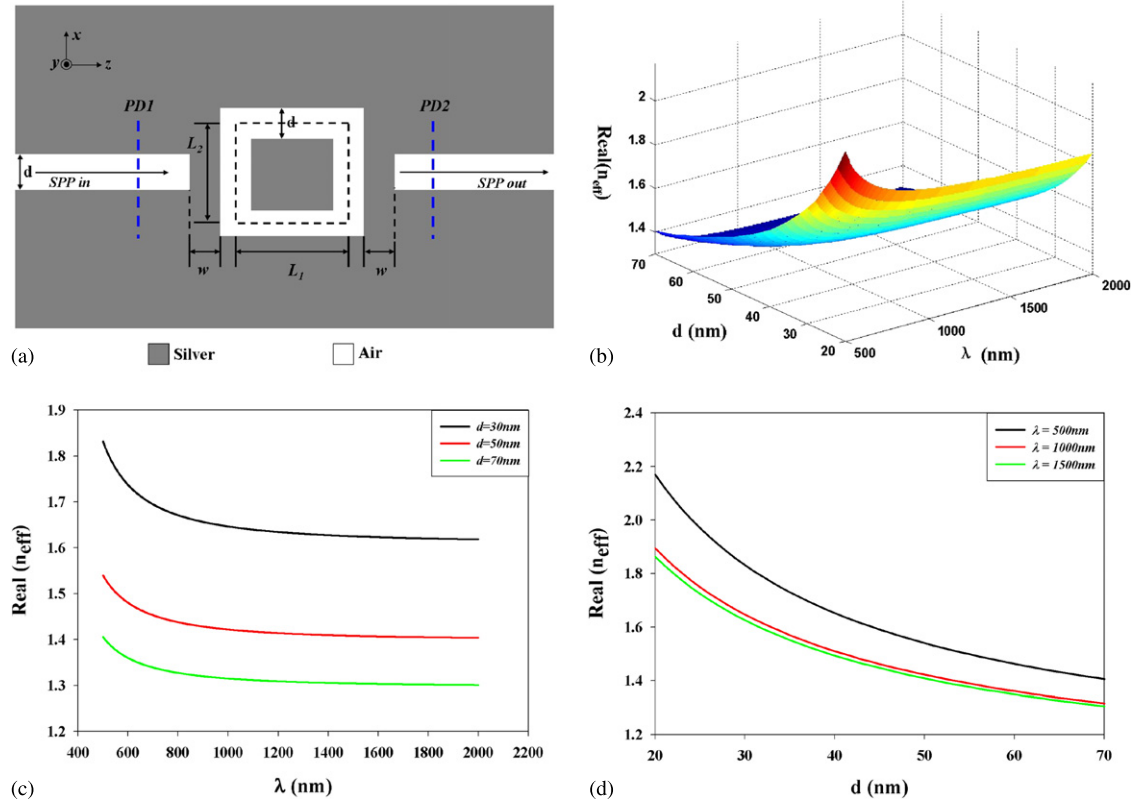 x
y
z
PD1
PD2
d
L2
d
SPP in
SPP out
w
L1
w
(a)
Silver
Air
Real(neff)
2
1.8
1.6
1.4
70
60
50
40
30
20
d (nm)
500
1000
1500
2000
λ (nm)
(b)
Real (neff)
1.9
1.8
1.7
1.6
1.5
1.4
1.3
1.2
d=30nm
d=50nm
d=70nm
400 600 800 1000 1200 1400 1600 1800 2000 2200
λ (nm)
(c)
Real (neff)
2.4
2.2
2.0
1.8
1.6
1.4
1.2
λ = 500nm
λ = 1000nm
λ = 1500nm
20 30 40 50 60 70
d (nm)
(d)